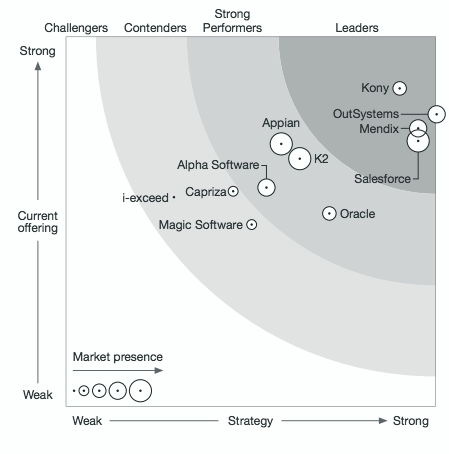 Challengers
Contenders
Strong
Performers
Leaders
Strong
Kony
OutSystems
Mendix
Appian
K2
Alpha Software
Salesforce
Capriza
i-exceed
Oracle
Current
offering
Magic Software
Market presence
Weak
Weak
Strategy
Strong